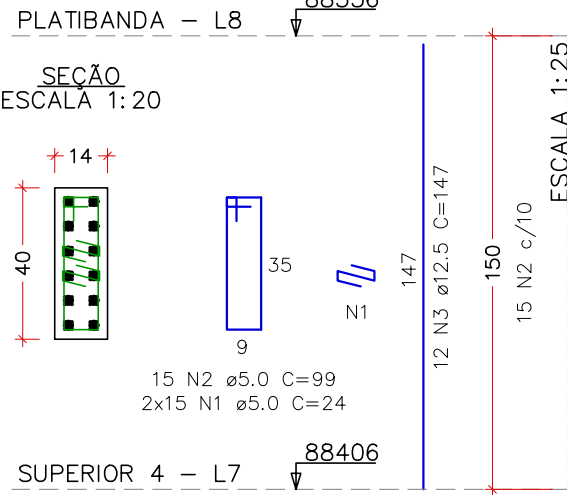 88556
PLATIBANDA - L8
SEÇÃO
ESCALA 1:20
ESCALA 1:25
14
40
35
9
N1
147
12 N3 ø12.5 C=147
150
15 N2 c/10
15 N2 ø5.0 C=99
2x15 N1 ø5.0 C=24
88406
SUPERIOR 4 - L7